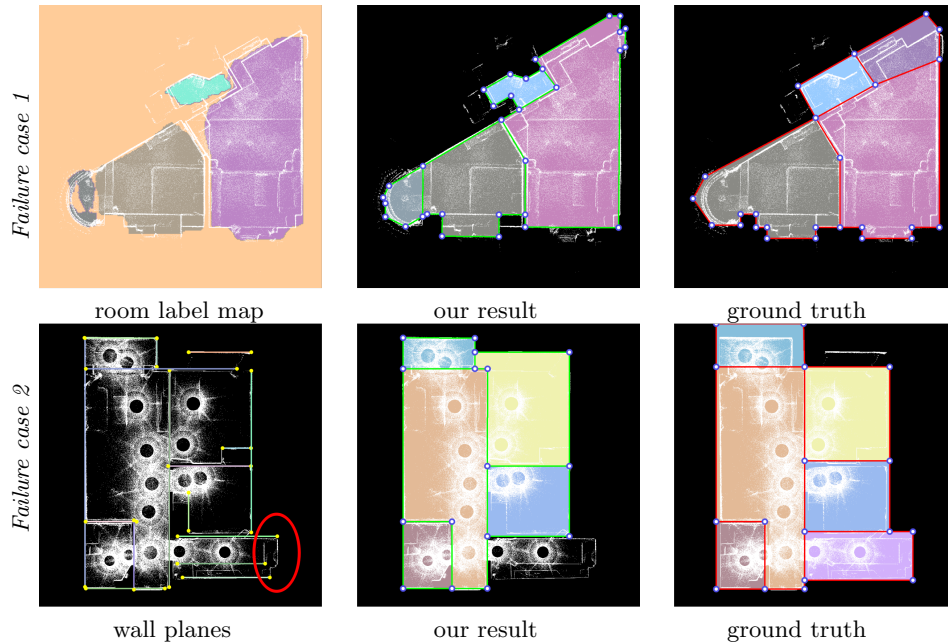 Failure case 1
room label map
our result
ground truth
Failure case 2
wall planes
our result
ground truth